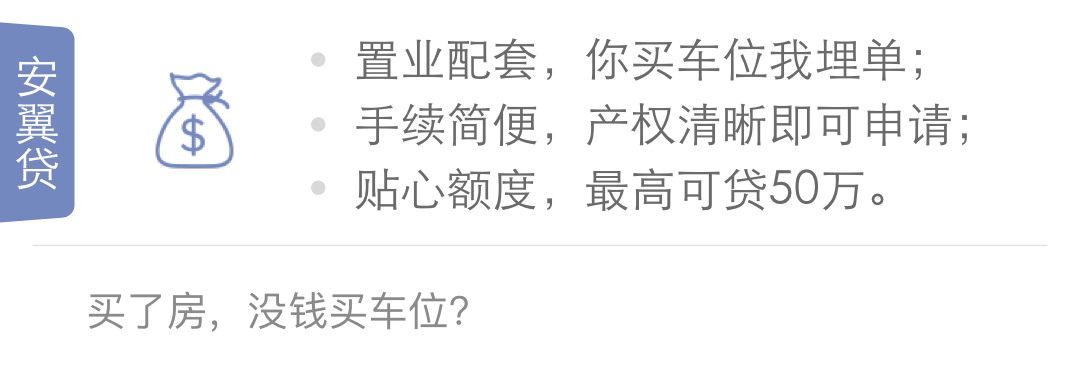 安翼贷
置业配套，你买车位我埋单；
手续简便，产权清晰即可申请；
贴心额度，最高可贷50万。
买了房，没钱买车位？